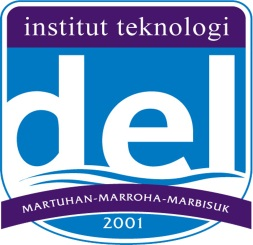 institut teknologi
del
MARTUHAN-MARROHA-MARBISUK
2001